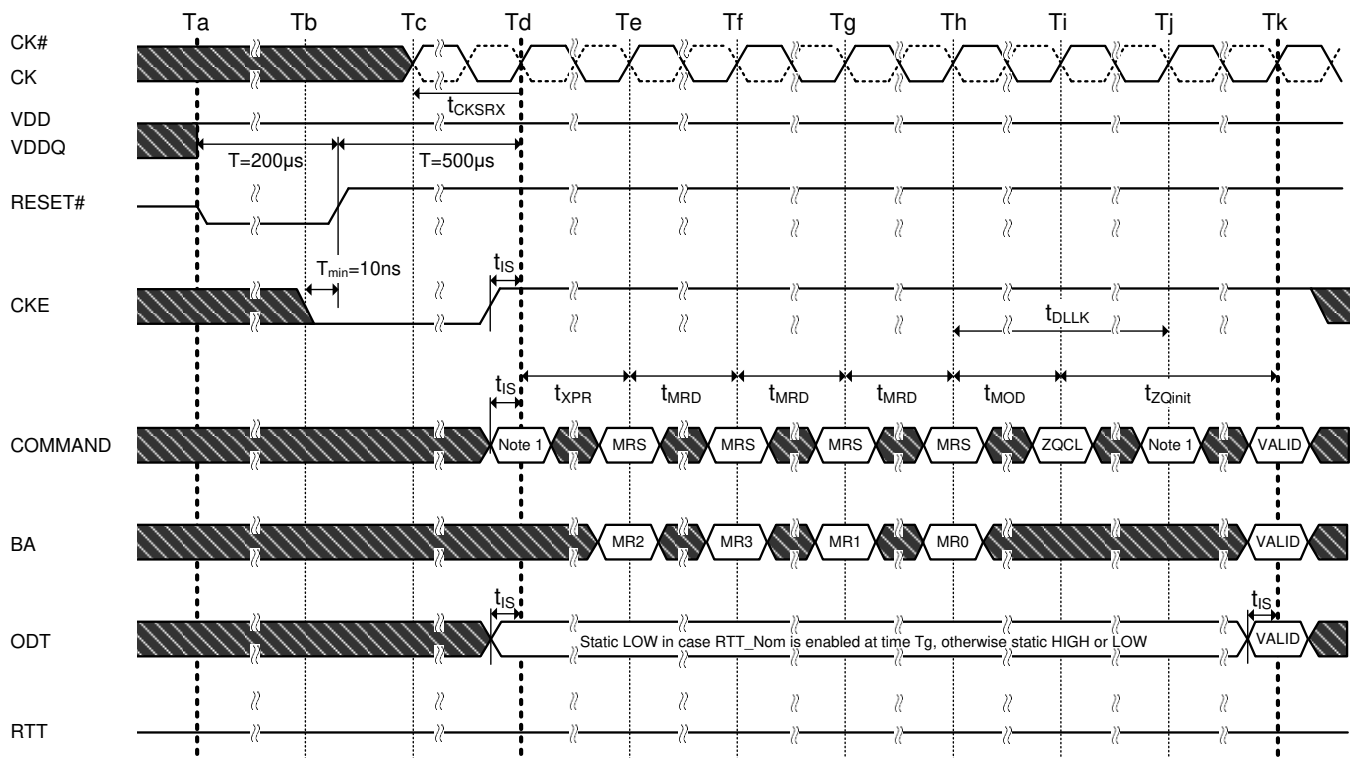 Ta Tb Tc Td Te Tf Tg Th Ti Tj Tk
CK#
CK
tCKSRX
VDD
VDDQ
T=200µs T=500µs
RESET#
Tmin=10ns tIS
CKE
tDLLK
tIS tXPR tMRD tMRD tMRD tMOD tZQinit
COMMAND Note 1 MRS MRS MRS MRS ZQCL Note 1 VALID
BA MR2 MR3 MR1 MR0 VALID
tIS tIS
ODT Static LOW in case RTT_Nom is enabled at time Tg, otherwise static HIGH or LOW VALID
RTT